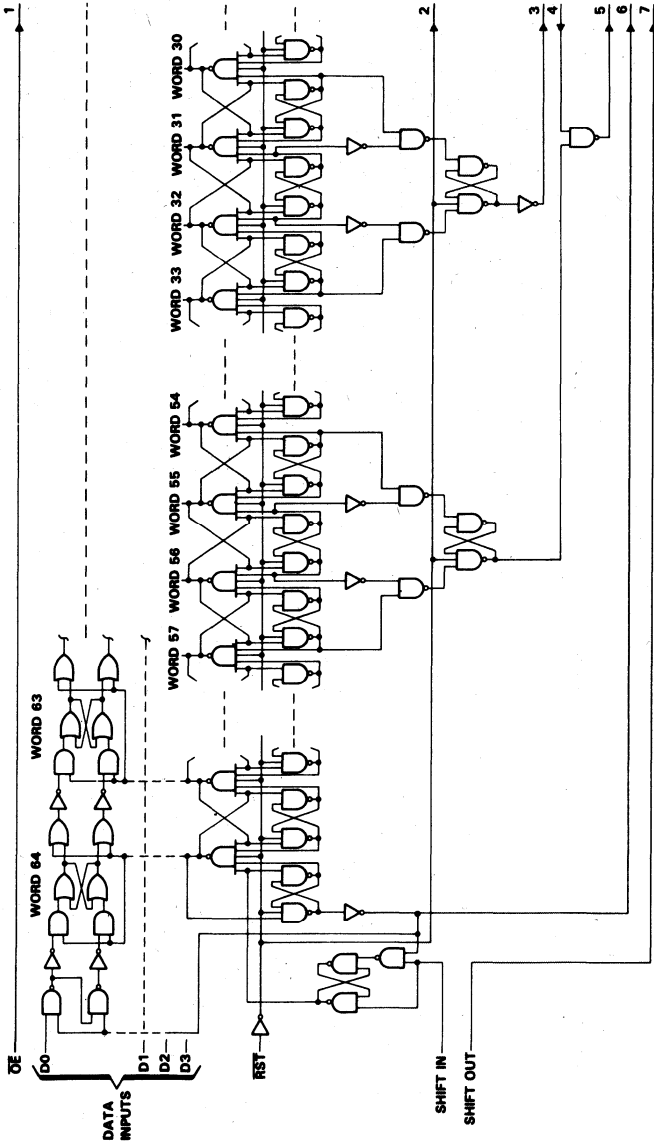 1
2
3
4
5
6
7
WORD 30
WORD 31
WORD 32
WORD 33
WORD 54
WORD 55
WORD 56
WORD 57
WORD 63
WORD 64
OE
D0
D1
D2
D3
DATA
INPUTS
RST
SHIFT IN
SHIFT OUT